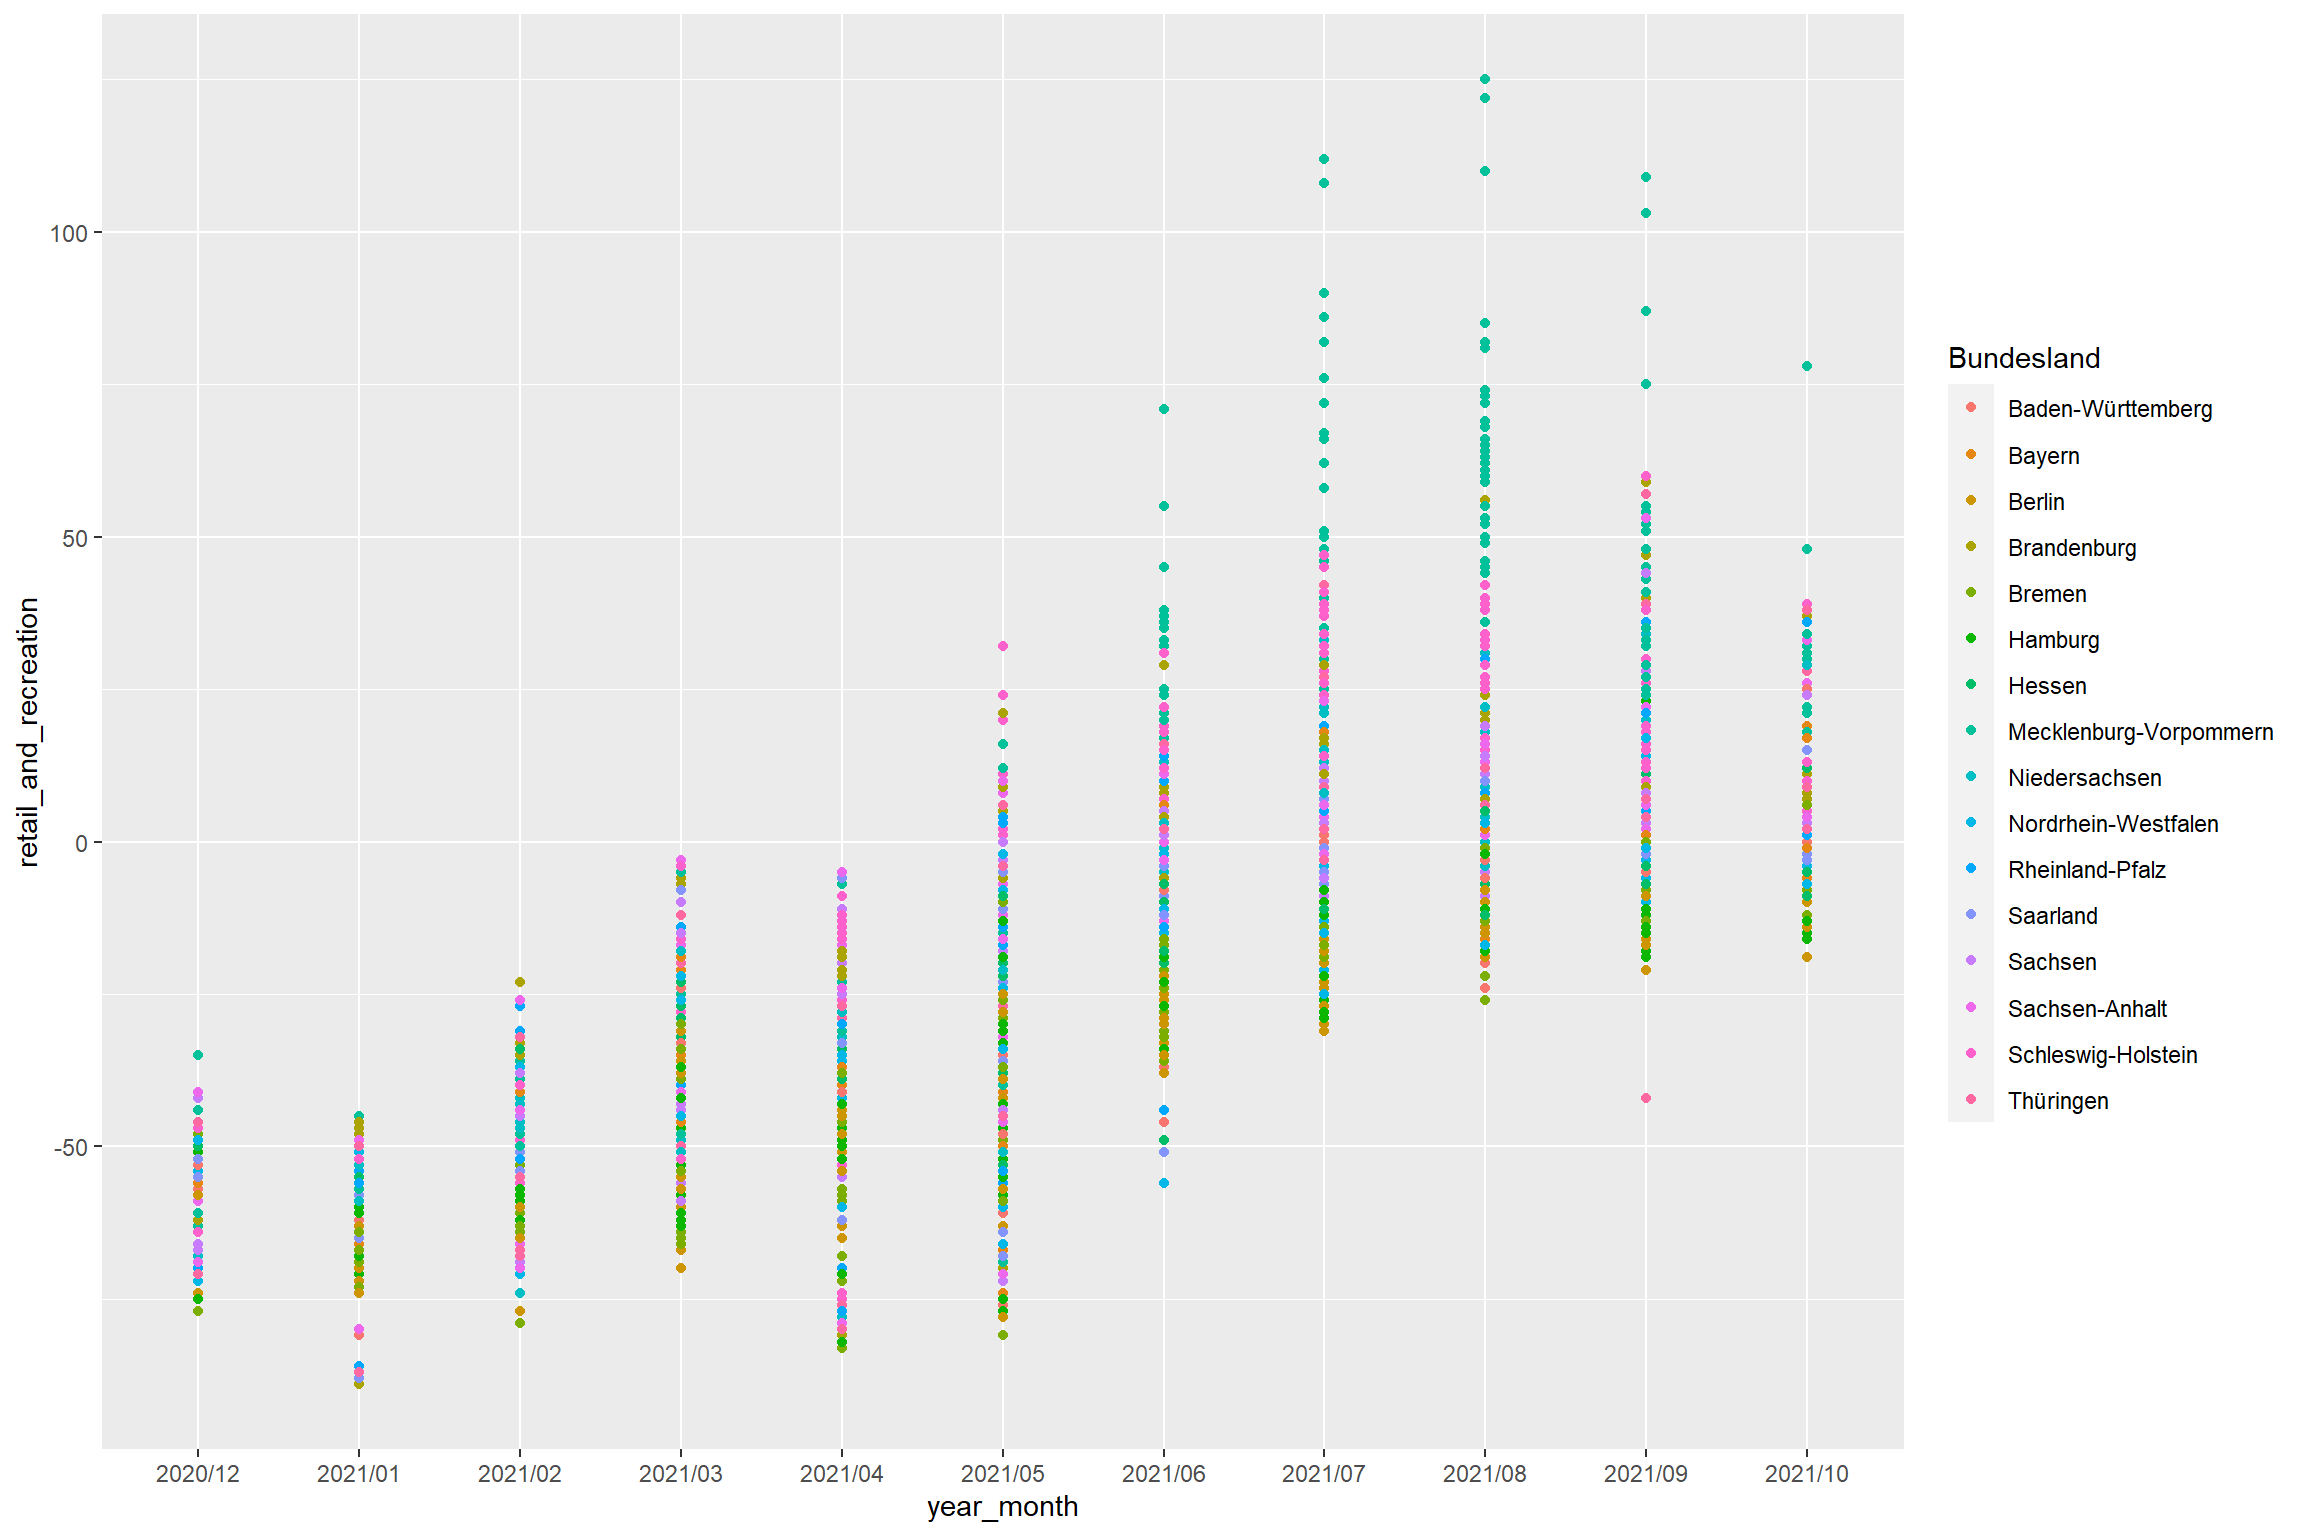 100
50
0
-50
retail_and_recreation
2020/12 2021/01 2021/02 2021/03 2021/04 2021/05 2021/06 2021/07 2021/08 2021/09 2021/10
year_month
Bundesland
Baden-Württemberg
Bayern
Berlin
Brandenburg
Bremen
Hamburg
Hessen
Mecklenburg-Vorpommern
Niedersachsen
Nordrhein-Westfalen
Rheinland-Pfalz
Saarland
Sachsen
Sachsen-Anhalt
Schleswig-Holstein
Thüringen